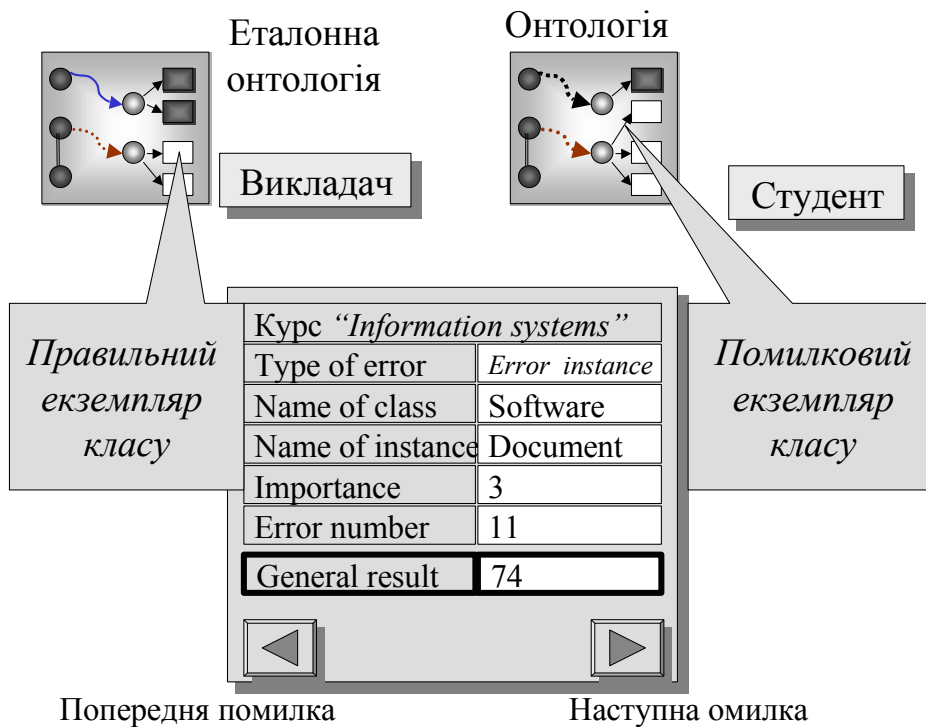 Еталонна
онтологія
Онтологія
Викладач
Студент
Правильний
екземпляр
класу
Курс “Information systems”
Type of error Error instance
Name of class Software
Name of instance Document
Importance 3
Error number 11
General result 74
Помилковий
екземпляр
класу
Попередня помилка
Наступна омилка